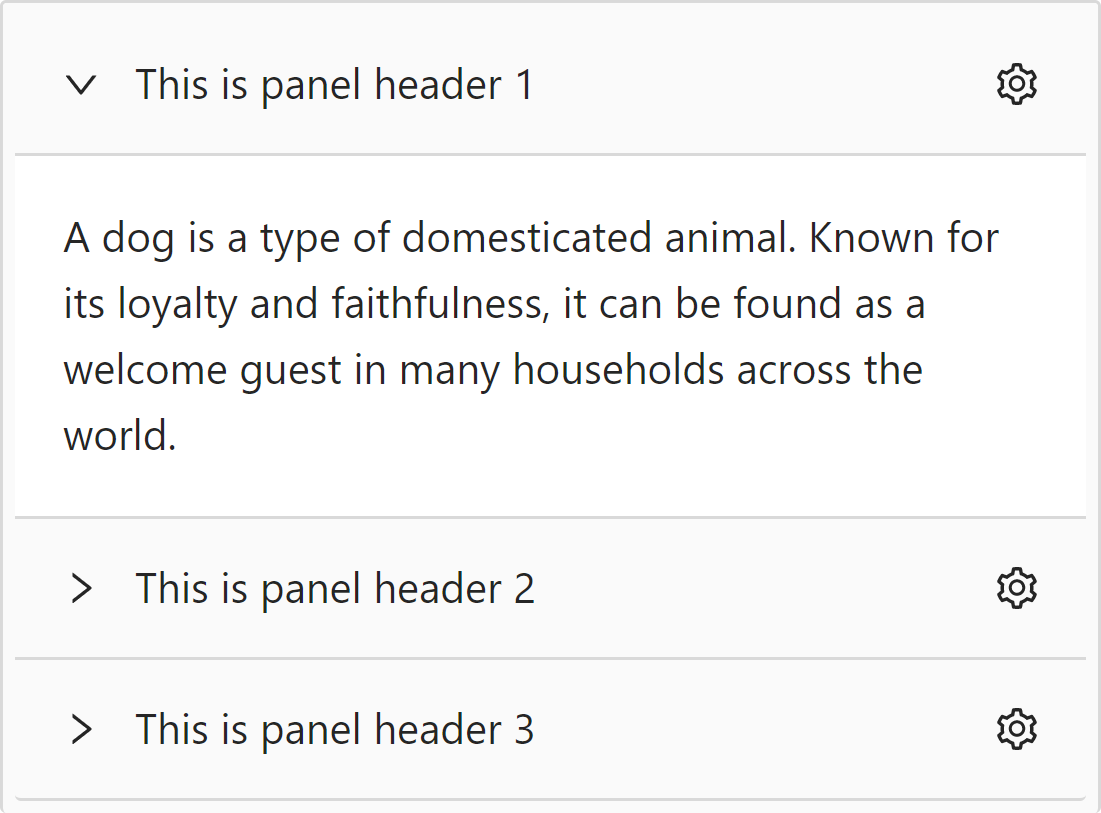 This is panel header 1
A dog is a type of domesticated animal. Known for
its loyalty and faithfulness, it can be found as a
welcome guest in many households across the
world.
This is panel header 2
This is panel header 3